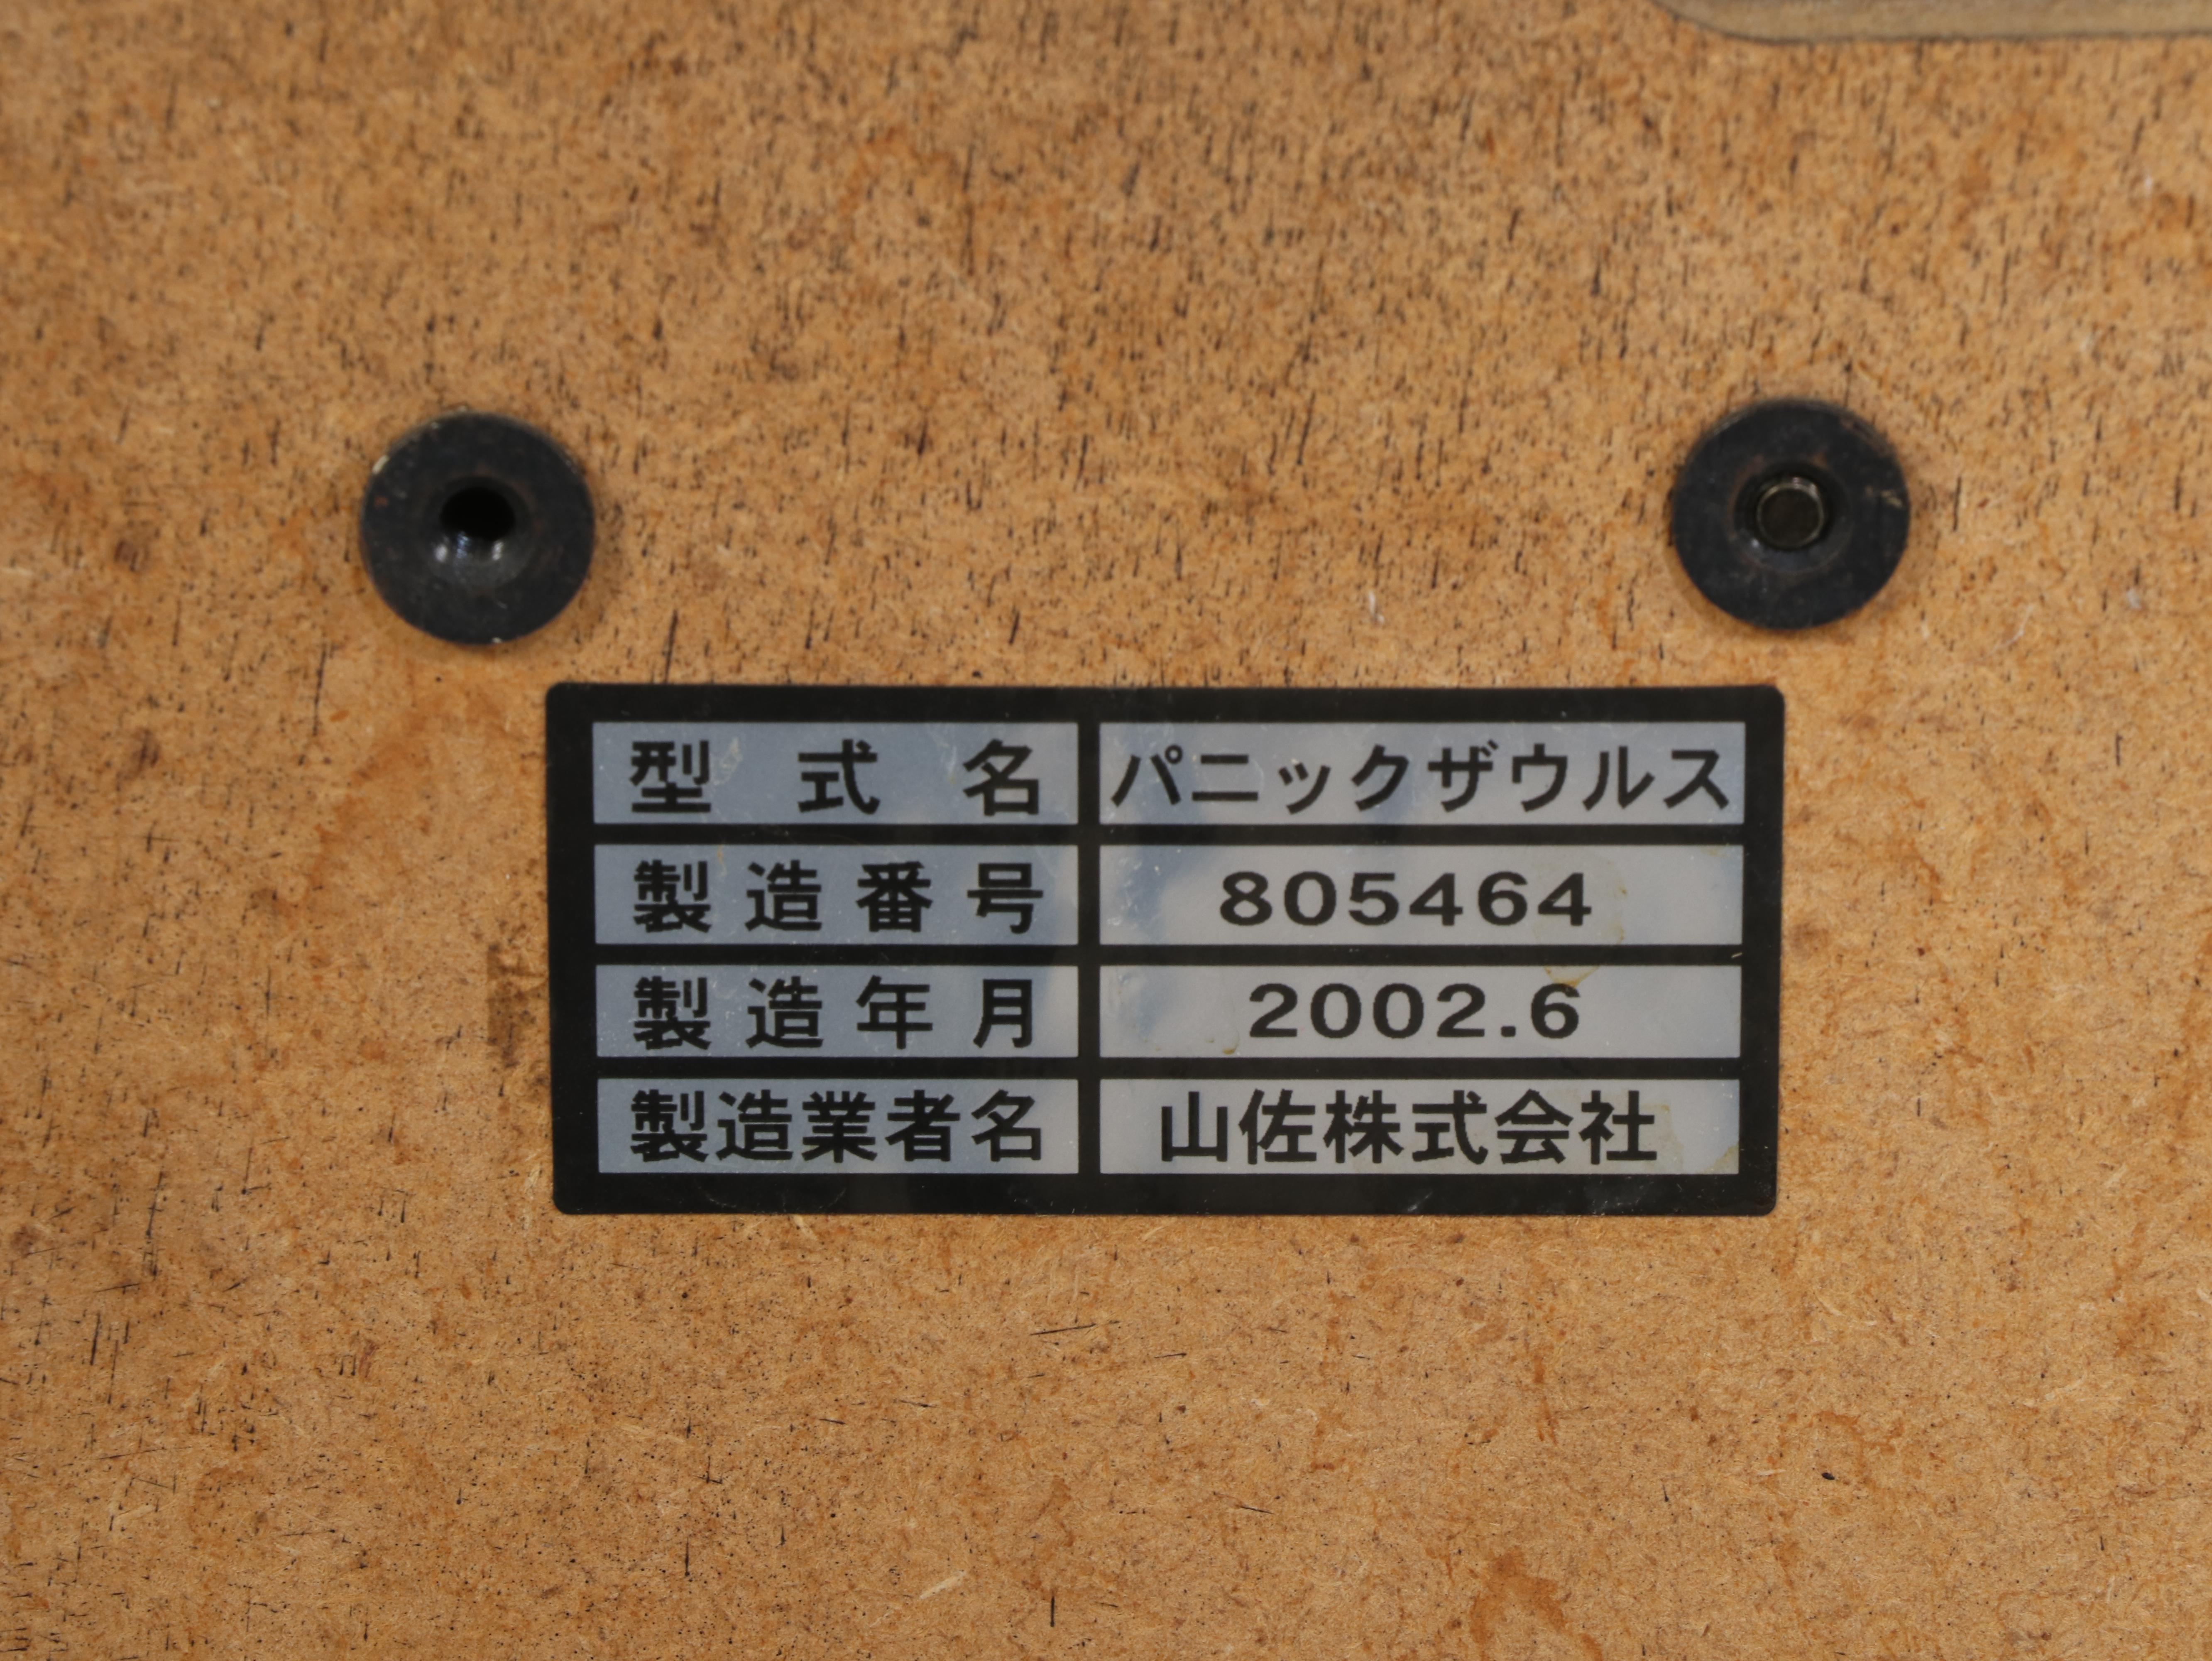 型式名 パニックザウルス
製造番号 805464
製造年月 2002.6
製造業者名 山佐株式会社